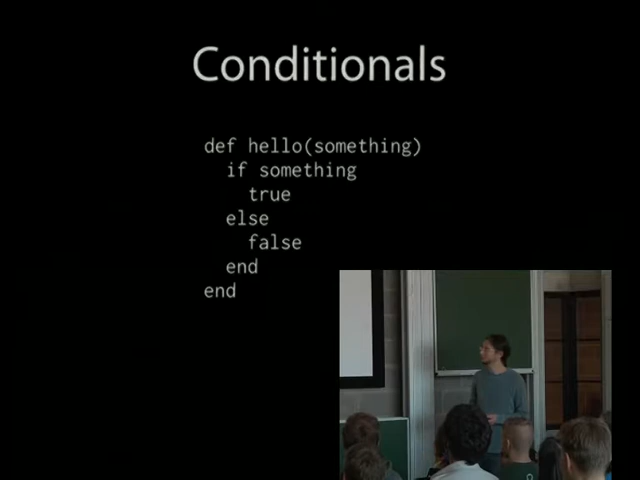 Conditionals
def hello(something)
if something
true
else
false
end
end